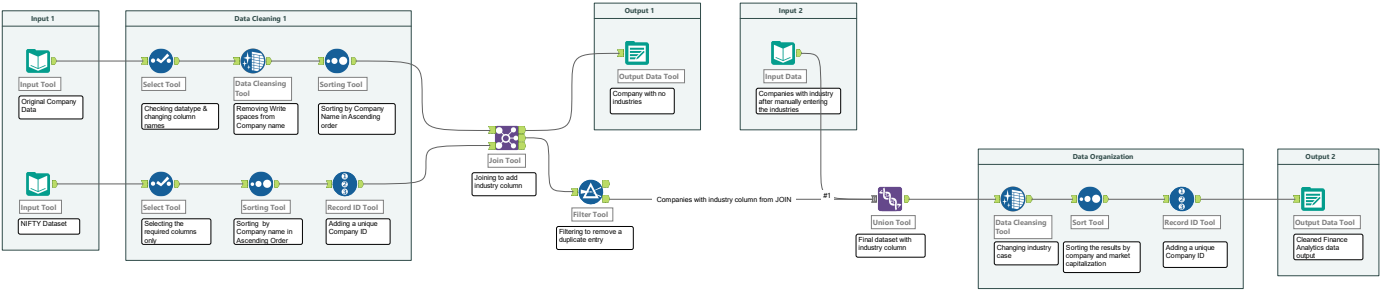 Input 1
Input Tool
Original Company
Data
Input Tool
NIFTY Dataset
Data Cleaning 1
Select Tool
Checking datatype &
changing column
names
Data Cleansing
Tool
Removing Write
spaces from
Company name
Sorting Tool
Sorting by Company
Name in Ascending
order
Select Tool
Selecting the
required columns
only
Sorting Tool
Sorting by
Company name in
Ascending Order
Record ID Tool
Adding a unique
Company ID
Join Tool
Joining to add
industry column
Output 1
Output Data Tool
Company with no
industries
Input 2
Input Data
Companies with industry
after manually entering
the industries
Filter Tool
Filtering to remove a
duplicate entry
Companies with industry column from JOIN
#1
Union Tool
Final dataset with
industry column
Data Organization
Data Cleansing
Tool
Changing industry
case
Sort Tool
Sorting the results by
company and market
capitalization
Record ID Tool
Adding a unique
Company ID
Output 2
Output Data Tool
Cleaned Finance
Analytics data
output